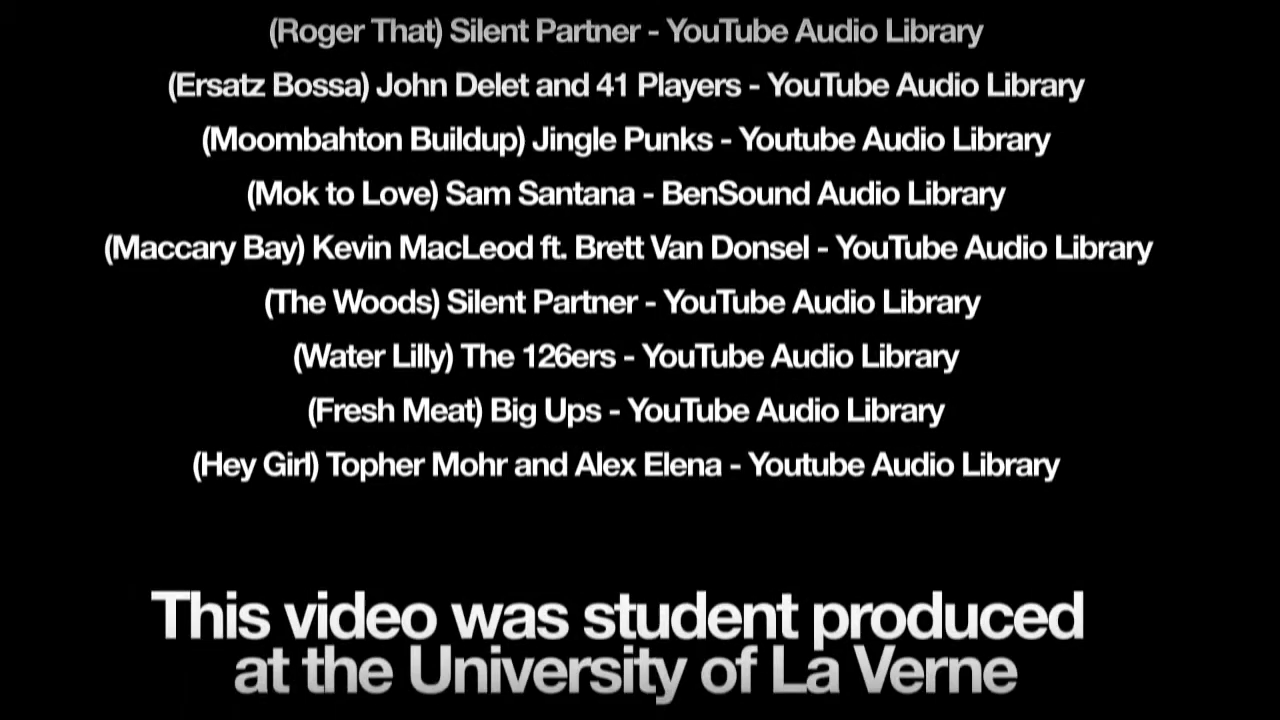 (Roger That) Silent Partner - YouTube Audio Library
(Ersatz Bossa) John Delet and 41 Players - YouTube Audio Library
(Moombahton Buildup) Jingle Punks - Youtube Audio Library
(Mok to Love) Sam Santana - BenSound Audio Library
(Maccary Bay) Kevin MacLeod ft. Brett Van Donsel - YouTube Audio Library
(The Woods) Silent Partner - YouTube Audio Library
(Water Lilly) The 126ers - YouTube Audio Library
(Fresh Meat) Big Ups - YouTube Audio Library
(Hey Girl) Topher Mohr and Alex Elena - Youtube Audio Library
This video was student produced
at the University of La Verne